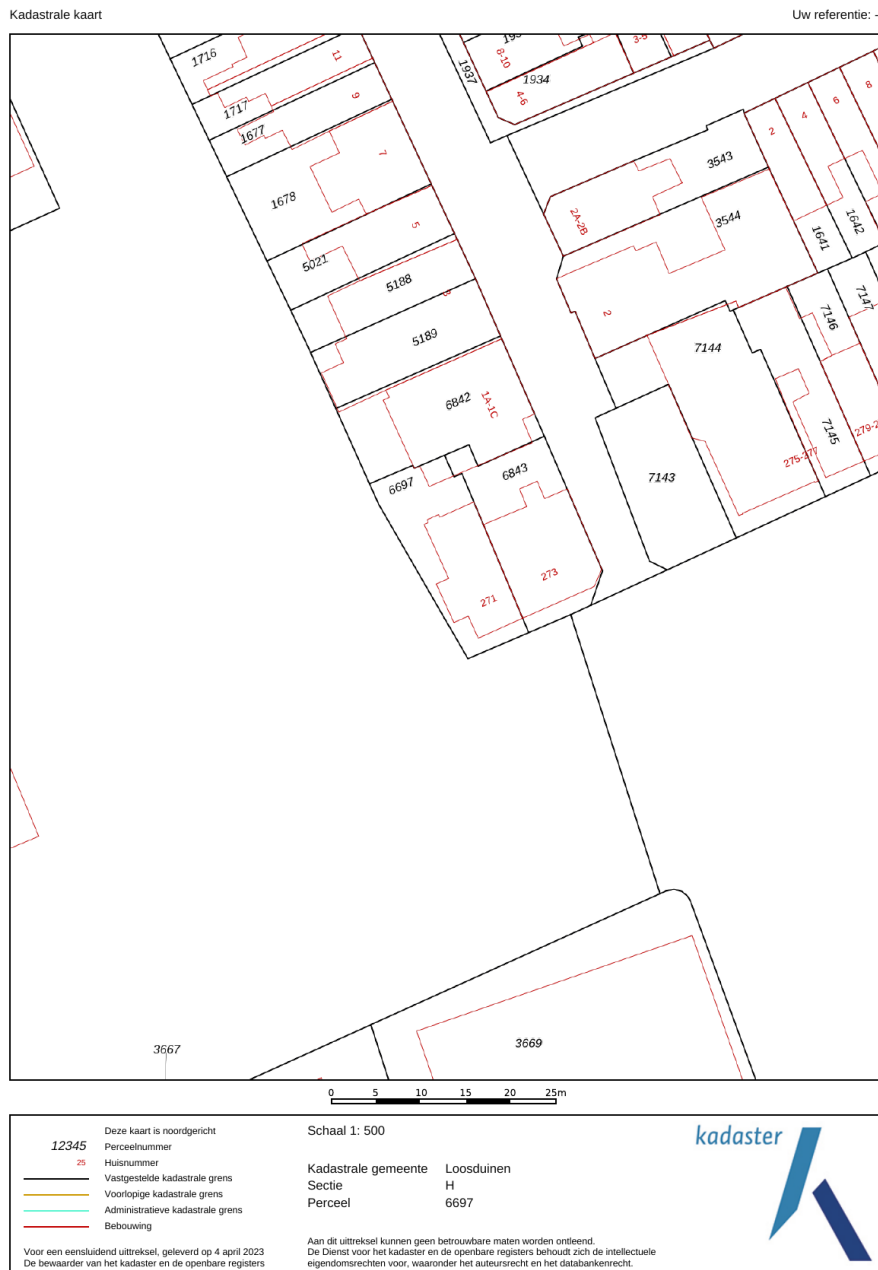 Kadastrale kaart
Uw referentie: -
1716
11
1717
9
1677
7
1678
5
5021
5188
5189
6842
1A-1C
6697
6843
271
273
1937
8-10
1934
4-6
3-5
3543
2
4
6
8
2A-2B
3544
1641
1642
2
7144
7146
7147
7145
275-277
7143
3667
3669
0 5 10 15 20 25m
Deze kaart is noordgericht
12345 Perceelnummer
25 Huisnummer
Vastgestelde kadastrale grens
Voorlopige kadastrale grens
Administratieve kadastrale grens
Bebouwing
Voor een eensluidend uittreksel, geleverd op 4 april 2023
De bewaarder van het kadaster en de openbare registers
Schaal 1: 500
Kadastrale gemeente Loosduinen
Sectie H
Perceel 6697
Aan dit uittreksel kunnen geen betrouwbare maten worden ontleend.
De Dienst voor het kadaster en de openbare registers behoudt zich de intellectuele
eigendomsrechten voor, waaronder het auteursrecht en het databankenrecht.
kadaster